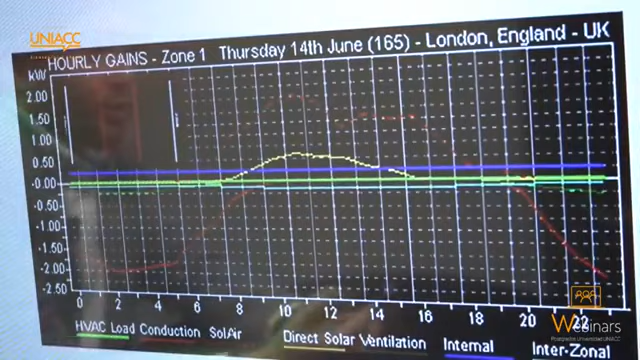 UNIACC
HOURLY GAINS - Zone 1 Thursday 14th June (165) - London, England - UK
kW
2.00
1.50
1.00
0.50
-0.00
-0.50
-1.00
-1.50
-2.00
-2.50
0 2 4 6 8 10 12 14 16 18 20 22
HVAC Load Conduction SolAir Direct Solar Ventilation Internal Inter-Zonal
Webinars